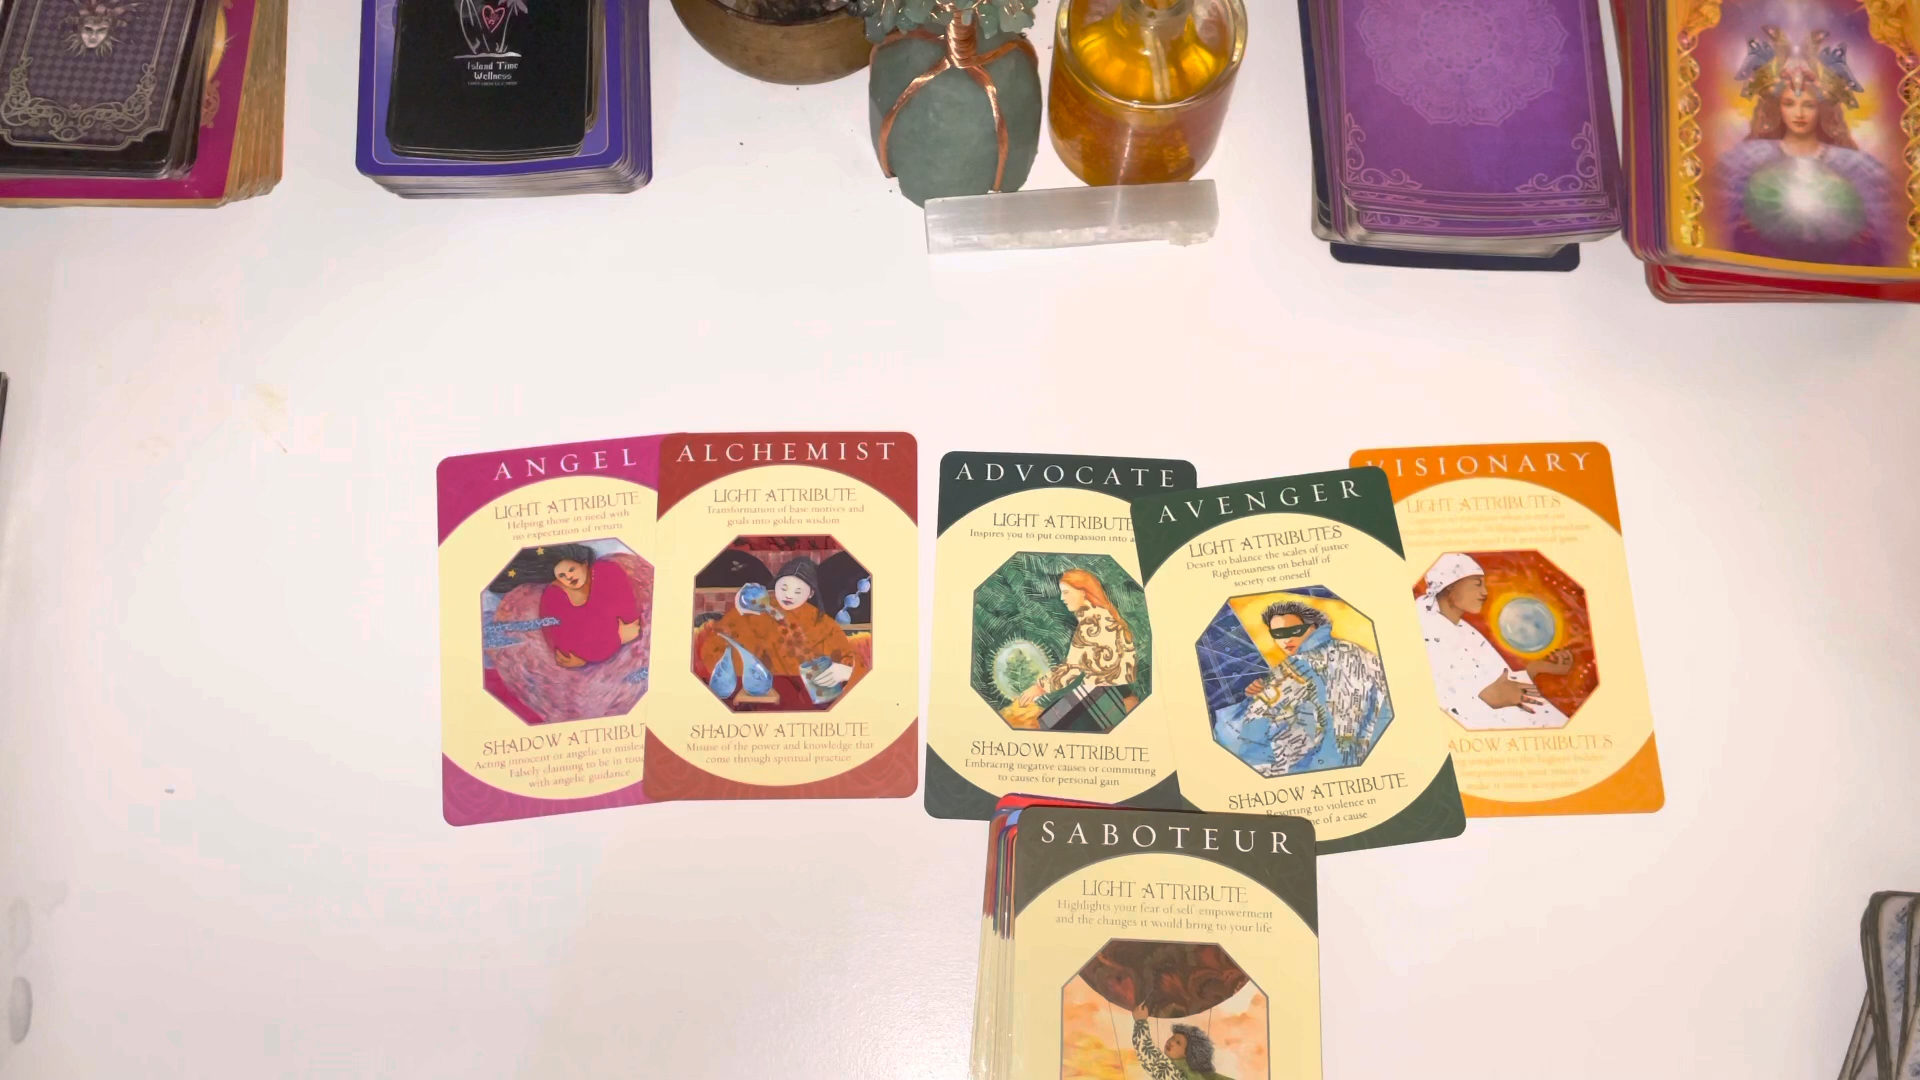 Island Time
Wellness
ANGEL
LIGHT ATTRIBUTE
Helping those in need with
no expectation of return
SHADOW ATTRIBU
Acting innocent or angelic to mislea
Falsely claiming to be in tou
with angelic guidance
ALCHEMIST
LIGHT ATTRIBUTE
Transformation of base motives and
goals into golden wisdom
SHADOW ATTRIBUTE
Misuse of the power and knowledge that
come through spiritual practice
ADVOCATE
LIGHT ATTRIBUTE
Inspires you to put compassion into a
SHADOW ATTRIBUTE
Embracing negative causes or committing
to causes for personal gain
AVENGER
LIGHT ATTRIBUTES
Desire to balance the scales of justice
Righteousness on behalf of
society or oneself
SHADOW ATTRIBUTE
Resorting to violence in
me of a cause
VISIONARY
LIGHT ATTRIBUTES
ADOW ATTRIBUTES
SABOTEUR
LIGHT ATTRIBUTE
Highlights your fear of self-empowerment
and the changes it would bring to your life